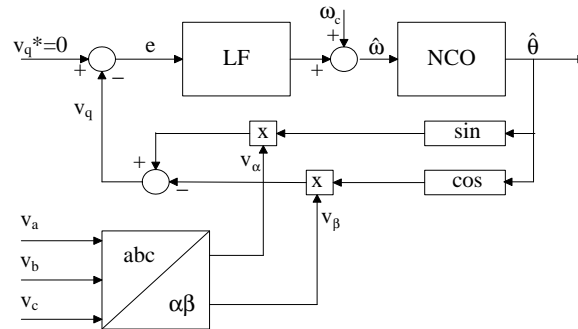 v_q*=0
+
−
e
LF
ω_c
+
+
ω̂
NCO
θ̂
v_q
+
−
x
sin
v_α
x
cos
v_β
v_a
v_b
v_c
abc
αβ